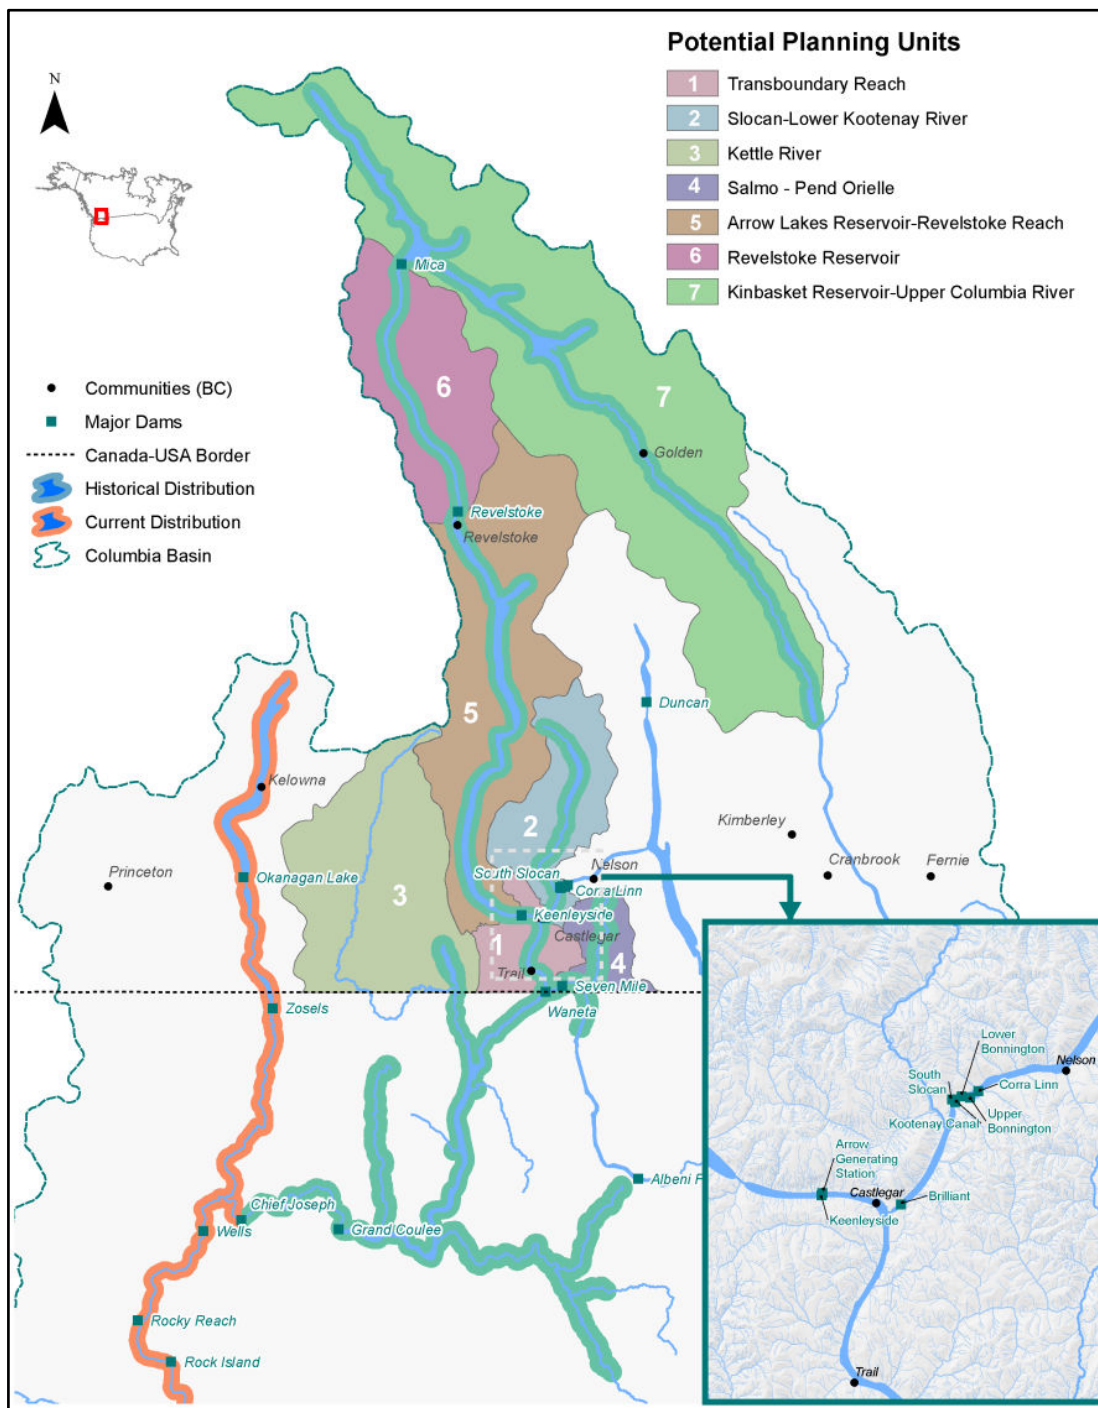 Potential Planning Units
1 Transboundary Reach
2 Slocan-Lower Kootenay River
3 Kettle River
4 Salmo - Pend Orielle
5 Arrow Lakes Reservoir-Revelstoke Reach
6 Revelstoke Reservoir
7 Kinbasket Reservoir-Upper Columbia River
N
Communities (BC)
Major Dams
Canada-USA Border
Historical Distribution
Current Distribution
Columbia Basin
Mica
6
7
Golden
Revelstoke
Revelstoke
5
Duncan
Kelowna
2
Kimberley
Princeton
Okanagan Lake
3
South Slocan
Nelson
Corra Linn
Cranbrook
Fernie
Keenleyside
Castlegar
1
Trail
4
Seven Mile
Waneta
Zosels
Albeni F
Chief Joseph
Wells
Grand Coulee
Rocky Reach
Rock Island
Lower
Bonnington
Nelson
South
Slocan
Corra Linn
Kootenay Canal
Upper
Bonnington
Arrow
Generating
Station
Castlegar
Brilliant
Keenleyside
Trail